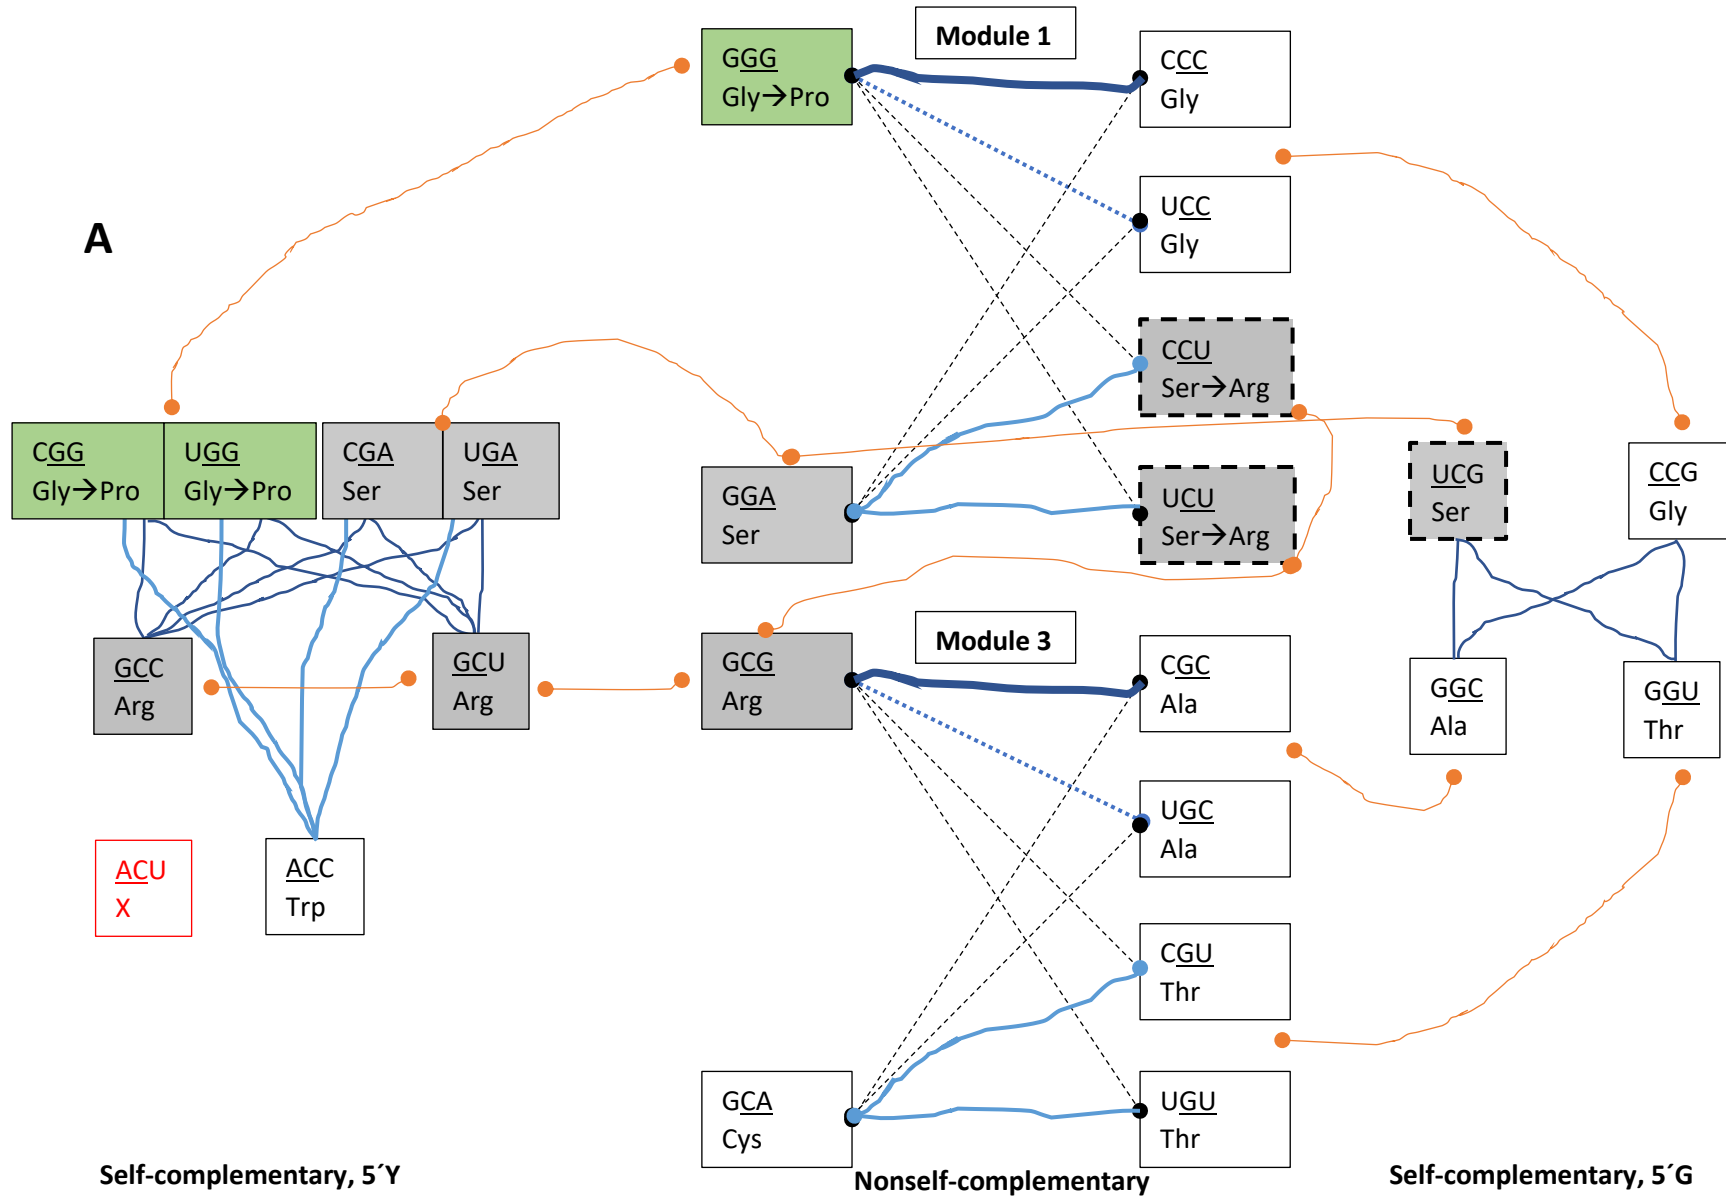 A
Module 1
GGG
Gly→Pro
CCC
Gly
UCC
Gly
CCU
Ser→Arg
GGA
Ser
UCU
Ser→Arg
CGG
Gly→Pro
UGG
Gly→Pro
CGA
Ser
UGA
Ser
GCC
Arg
GCU
Arg
ACU
X
ACC
Trp
Module 3
GCG
Arg
CGC
Ala
UGC
Ala
CGU
Thr
GCA
Cys
UGU
Thr
UCG
Ser
CCG
Gly
GGC
Ala
GGU
Thr
Self-complementary, 5´Y
Nonself-complementary
Self-complementary, 5´G